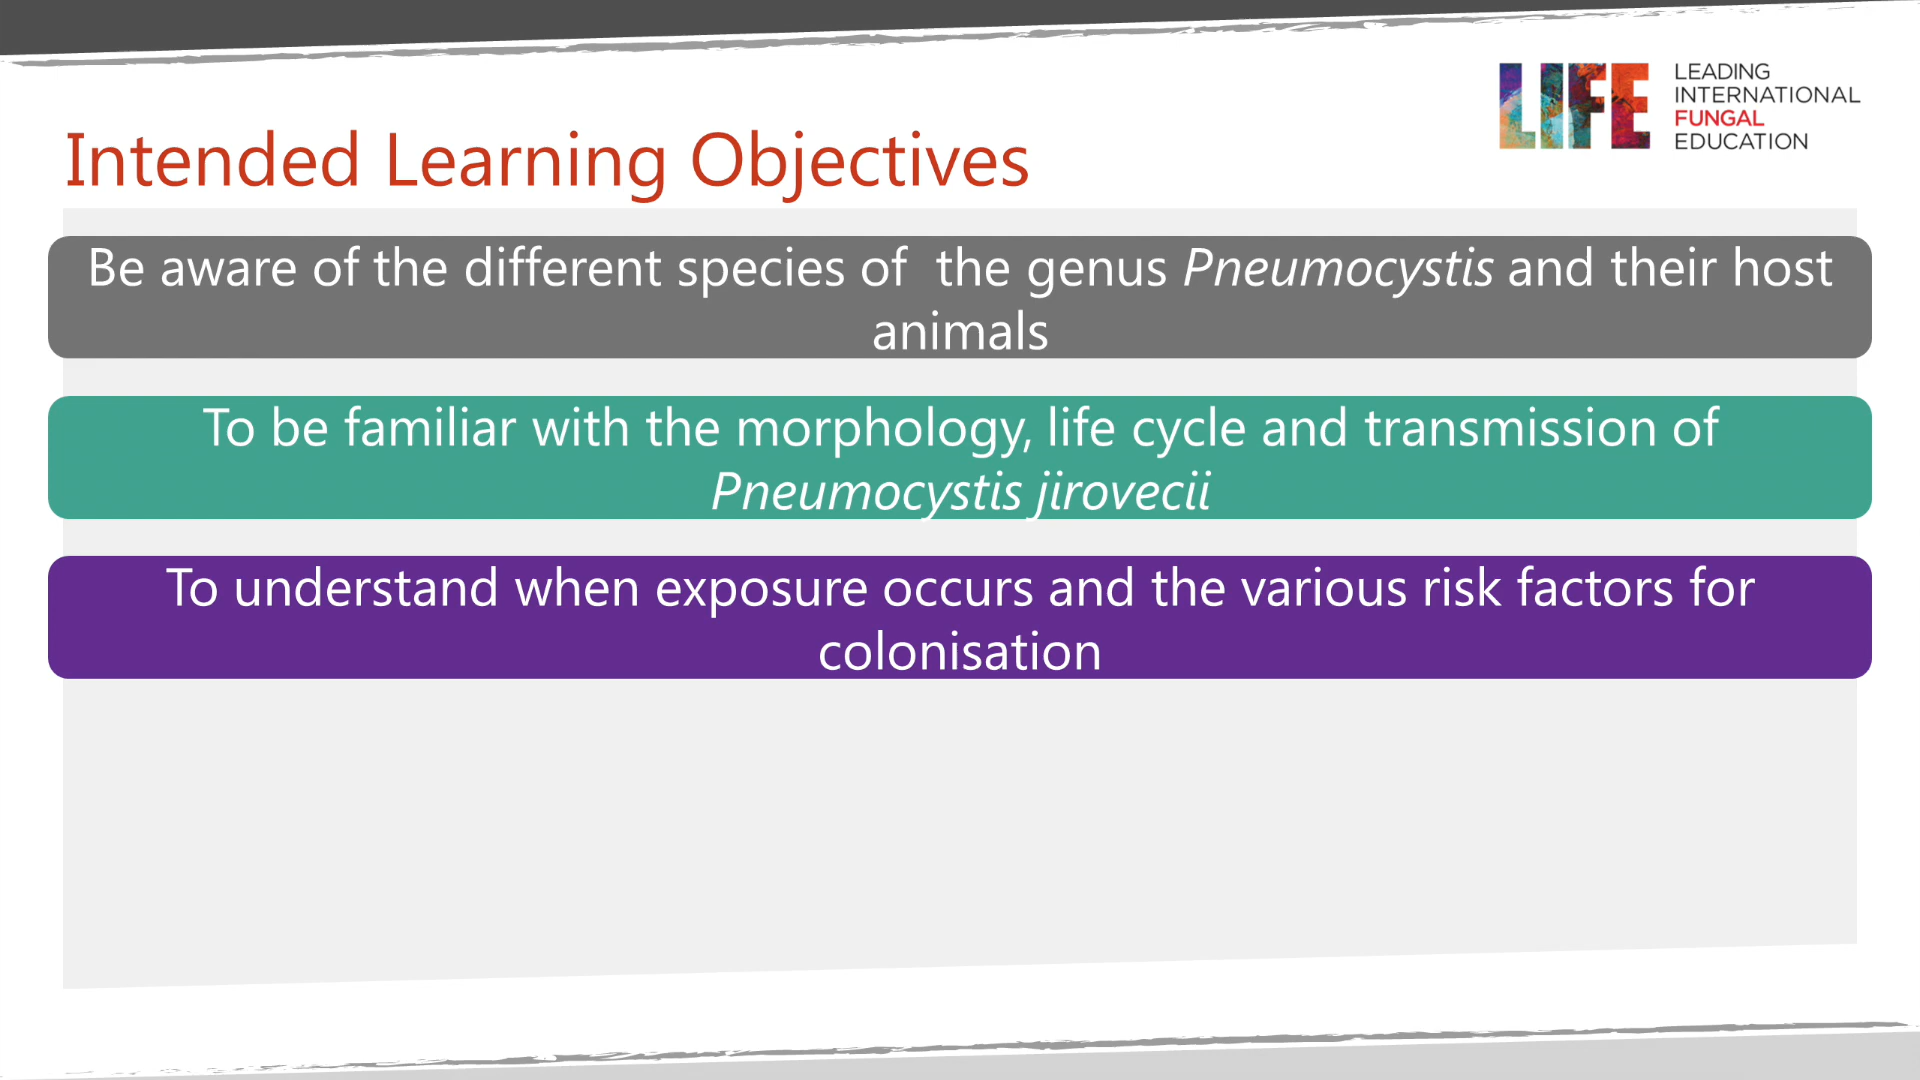 LIFE
LEADING
INTERNATIONAL
FUNGAL
EDUCATION
Intended Learning Objectives
Be aware of the different species of  the genus Pneumocystis and their host
animals
To be familiar with the morphology, life cycle and transmission of
Pneumocystis jirovecii
To understand when exposure occurs and the various risk factors for
colonisation